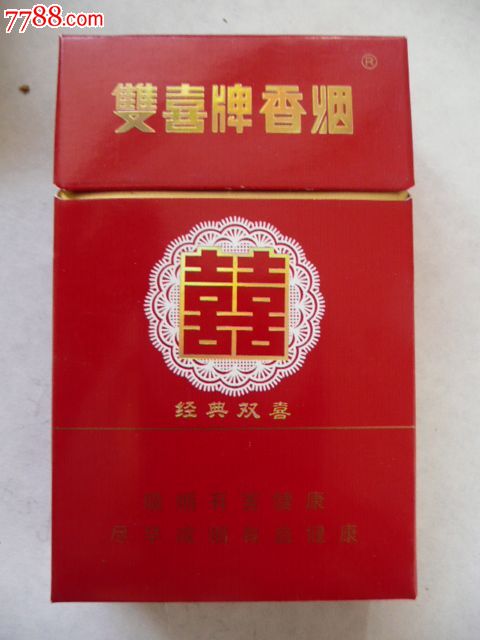 7788.com
雙喜牌香烟
®
囍
经典双喜
吸烟有害健康
尽早戒烟有益健康